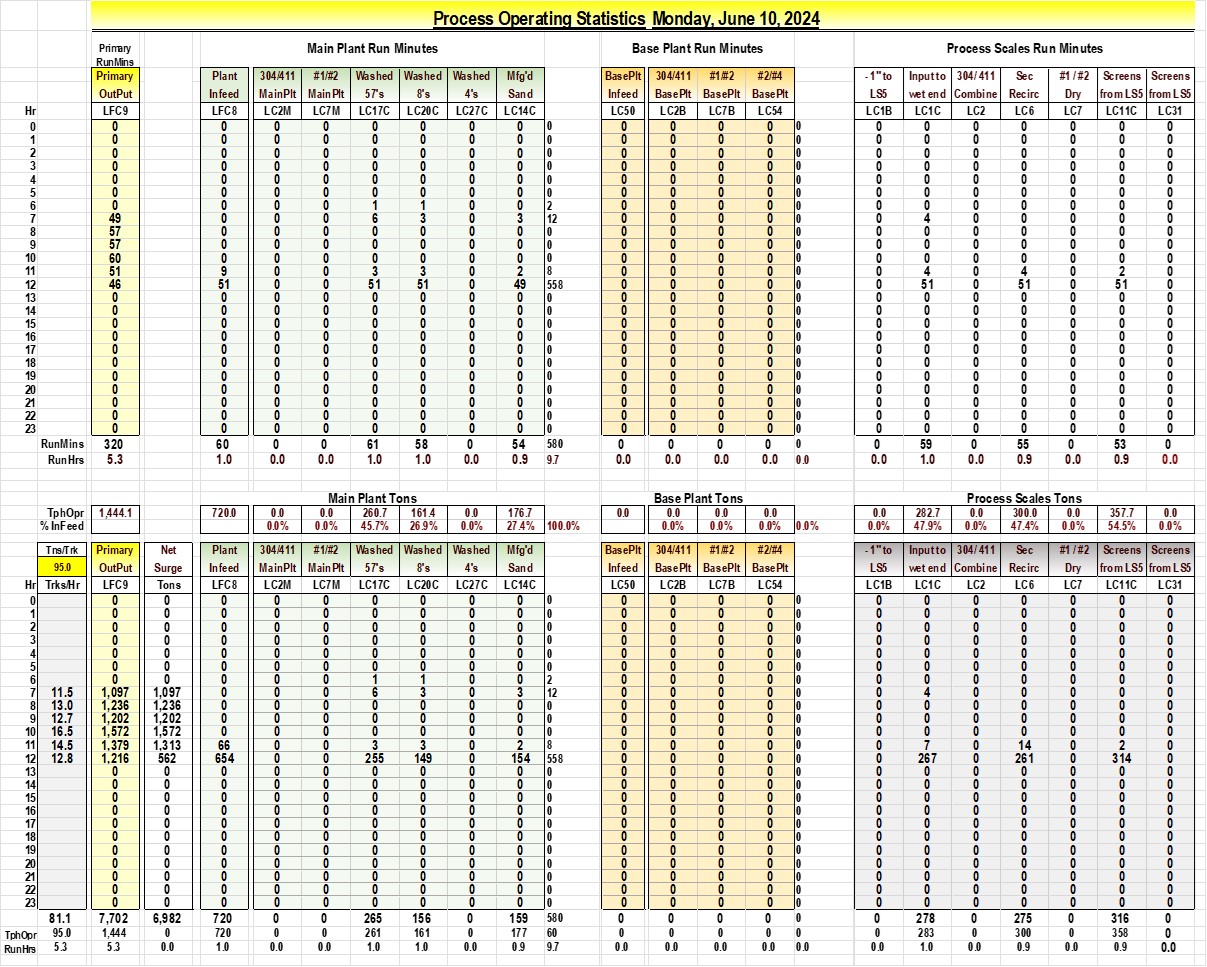 Process Operating Statistics Monday, June 10, 2024
Primary Main Plant Run Minutes Base Plant Run Minutes Process Scales Run Minutes
RunMins
Primary Plant 304/411 #1/#2 Washed Washed Washed Mfg'd BasePlt 304/411 #1/#2 #2/#4 -1" to Input to 304/411 Sec #1/#2 Screens Screens
OutPut Infeed MainPlt MainPlt 57's 8's 4's Sand Infeed BasePlt BasePlt BasePlt LS5 wet end Combine Recirc Dry from LS5 from LS5
Hr LFC9 LFC8 LC2M LC7M LC17C LC20C LC27C LC14C LC50 LC2B LC7B LC54 LC1B LC1C LC2 LC6 LC7 LC11C LC31
0 0 0 0 0 0 0 0 0 0 0 0 0 0 0 0 0 0 0 0 0 0
1 0 0 0 0 0 0 0 0 0 0 0 0 0 0 0 0 0 0 0 0 0
2 0 0 0 0 0 0 0 0 0 0 0 0 0 0 0 0 0 0 0 0 0
3 0 0 0 0 0 0 0 0 0 0 0 0 0 0 0 0 0 0 0 0 0
4 0 0 0 0 0 0 0 0 0 0 0 0 0 0 0 0 0 0 0 0 0
5 0 0 0 0 0 0 0 0 0 0 0 0 0 0 0 0 0 0 0 0 0
6 0 0 0 0 1 1 0 0 2 0 0 0 0 0 0 0 0 0 0 0 0
7 49 0 0 0 6 3 0 3 12 0 0 0 0 0 0 4 0 0 0 0 0
8 57 0 0 0 0 0 0 0 0 0 0 0 0 0 0 0 0 0 0 0 0
9 57 0 0 0 0 0 0 0 0 0 0 0 0 0 0 0 0 0 0 0 0
10 60 0 0 0 0 0 0 0 0 0 0 0 0 0 0 0 0 0 0 0 0
11 51 9 0 0 3 3 0 2 8 0 0 0 0 0 0 4 0 4 0 2 0
12 46 51 0 0 51 51 0 49 558 0 0 0 0 0 0 51 0 51 0 51 0
13 0 0 0 0 0 0 0 0 0 0 0 0 0 0 0 0 0 0 0 0 0
14 0 0 0 0 0 0 0 0 0 0 0 0 0 0 0 0 0 0 0 0 0
15 0 0 0 0 0 0 0 0 0 0 0 0 0 0 0 0 0 0 0 0 0
16 0 0 0 0 0 0 0 0 0 0 0 0 0 0 0 0 0 0 0 0 0
17 0 0 0 0 0 0 0 0 0 0 0 0 0 0 0 0 0 0 0 0 0
18 0 0 0 0 0 0 0 0 0 0 0 0 0 0 0 0 0 0 0 0 0
19 0 0 0 0 0 0 0 0 0 0 0 0 0 0 0 0 0 0 0 0 0
20 0 0 0 0 0 0 0 0 0 0 0 0 0 0 0 0 0 0 0 0 0
21 0 0 0 0 0 0 0 0 0 0 0 0 0 0 0 0 0 0 0 0 0
22 0 0 0 0 0 0 0 0 0 0 0 0 0 0 0 0 0 0 0 0 0
23 0 0 0 0 0 0 0 0 0 0 0 0 0 0 0 0 0 0 0 0 0
RunMins 320 60 0 0 61 58 0 54 580 0 0 0 0 0 0 59 0 55 0 53 0
RunHrs 5.3 1.0 0.0 0.0 1.0 1.0 0.0 0.9 9.7 0.0 0.0 0.0 0.0 0.0 0.0 1.0 0.0 0.9 0.0 0.9 0.0
Main Plant Tons Base Plant Tons Process Scales Tons
TphOpr 1,444.1 720.0 0.0 0.0 260.7 161.4 0.0 176.7 0.0 0.0 0.0 0.0 0.0 282.7 0.0 300.0 0.0 357.7 0.0
% InFeed 0.0% 0.0% 45.7% 26.9% 0.0% 27.4% 100.0% 0.0% 0.0% 0.0% 0.0% 0.0% 47.9% 0.0% 47.4% 0.0% 54.5% 0.0%
Tns/Trk Primary Net Plant 304/411 #1/#2 Washed Washed Washed Mfg'd BasePlt 304/411 #1/#2 #2/#4 -1" to Input to 304/411 Sec #1/#2 Screens Screens
95.0 OutPut Surge Infeed MainPlt MainPlt 57's 8's 4's Sand Infeed BasePlt BasePlt BasePlt LS5 wet end Combine Recirc Dry from LS5 from LS5
Hr Trks/Hr LFC9 Tons LFC8 LC2M LC7M LC17C LC20C LC27C LC14C LC50 LC2B LC7B LC54 LC1B LC1C LC2 LC6 LC7 LC11C LC31
0 0 0 0 0 0 0 0 0 0 0 0 0 0 0 0 0 0 0 0 0 0 0
1 0 0 0 0 0 0 0 0 0 0 0 0 0 0 0 0 0 0 0 0 0 0
2 0 0 0 0 0 0 0 0 0 0 0 0 0 0 0 0 0 0 0 0 0 0
3 0 0 0 0 0 0 0 0 0 0 0 0 0 0 0 0 0 0 0 0 0 0
4 0 0 0 0 0 0 0 0 0 0 0 0 0 0 0 0 0 0 0 0 0 0
5 0 0 0 0 0 0 0 0 0 0 0 0 0 0 0 0 0 0 0 0 0 0
6 0 0 0 0 0 1 1 0 0 2 0 0 0 0 0 0 0 0 0 0 0 0
7 11.5 1,097 1,097 0 0 0 6 3 0 3 12 0 0 0 0 0 0 4 0 0 0 0 0
8 13.0 1,236 1,236 0 0 0 0 0 0 0 0 0 0 0 0 0 0 0 0 0 0 0 0
9 12.7 1,202 1,202 0 0 0 0 0 0 0 0 0 0 0 0 0 0 0 0 0 0 0 0
10 16.5 1,572 1,572 0 0 0 0 0 0 0 0 0 0 0 0 0 0 0 0 0 0 0 0
11 14.5 1,379 1,313 66 0 0 3 3 0 2 8 0 0 0 0 0 0 7 0 14 0 2 0
12 12.8 1,216 562 654 0 0 255 149 0 154 558 0 0 0 0 0 0 267 0 261 0 314 0
13 0 0 0 0 0 0 0 0 0 0 0 0 0 0 0 0 0 0 0 0 0 0
14 0 0 0 0 0 0 0 0 0 0 0 0 0 0 0 0 0 0 0 0 0 0
15 0 0 0 0 0 0 0 0 0 0 0 0 0 0 0 0 0 0 0 0 0 0
16 0 0 0 0 0 0 0 0 0 0 0 0 0 0 0 0 0 0 0 0 0 0
17 0 0 0 0 0 0 0 0 0 0 0 0 0 0 0 0 0 0 0 0 0 0
18 0 0 0 0 0 0 0 0 0 0 0 0 0 0 0 0 0 0 0 0 0 0
19 0 0 0 0 0 0 0 0 0 0 0 0 0 0 0 0 0 0 0 0 0 0
20 0 0 0 0 0 0 0 0 0 0 0 0 0 0 0 0 0 0 0 0 0 0
21 0 0 0 0 0 0 0 0 0 0 0 0 0 0 0 0 0 0 0 0 0 0
22 0 0 0 0 0 0 0 0 0 0 0 0 0 0 0 0 0 0 0 0 0 0
23 0 0 0 0 0 0 0 0 0 0 0 0 0 0 0 0 0 0 0 0 0 0
81.1 7,702 6,982 720 0 0 265 156 0 159 580 0 0 0 0 0 0 278 0 275 0 316 0
TphOpr 95.0 1,444 0 720 0 0 261 161 0 177 60 0 0 0 0 0 0 283 0 300 0 358 0
RunHrs 5.3 5.3 0.0 1.0 0.0 0.0 1.0 1.0 0.0 0.9 9.7 0.0 0.0 0.0 0.0 0.0 0.0 1.0 0.0 0.9 0.0 0.9 0.0